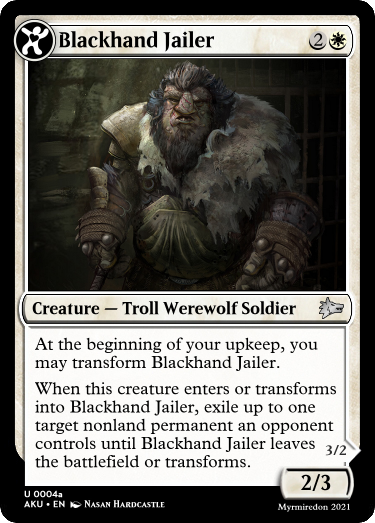 Blackhand Jailer 2
Creature — Troll Werewolf Soldier
At the beginning of your upkeep, you
may transform Blackhand Jailer.
When this creature enters or transforms
into Blackhand Jailer, exile up to one
target nonland permanent an opponent
controls until Blackhand Jailer leaves
the battlefield or transforms.
3/2
2/3
U 0004a
AKU • EN Nasan Hardcastle
Myrmiredon 2021